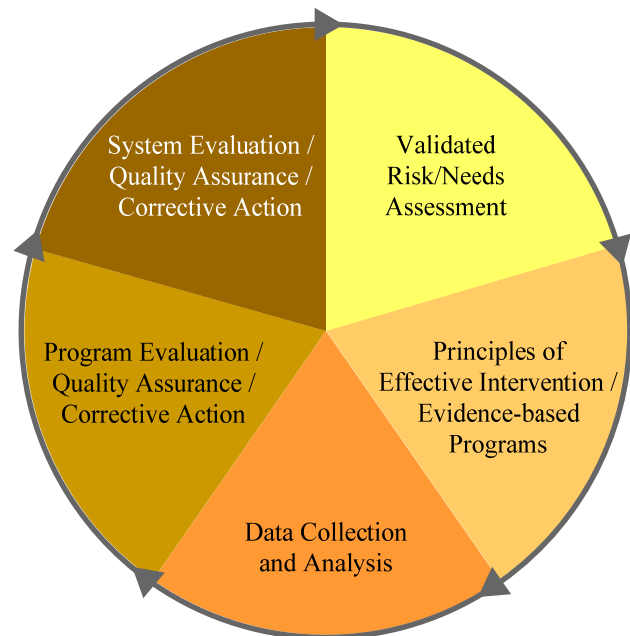 Validated
Risk/Needs
Assessment
Principles of
Effective Intervention /
Evidence-based
Programs
Data Collection
and Analysis
Program Evaluation /
Quality Assurance /
Corrective Action
System Evaluation /
Quality Assurance /
Corrective Action